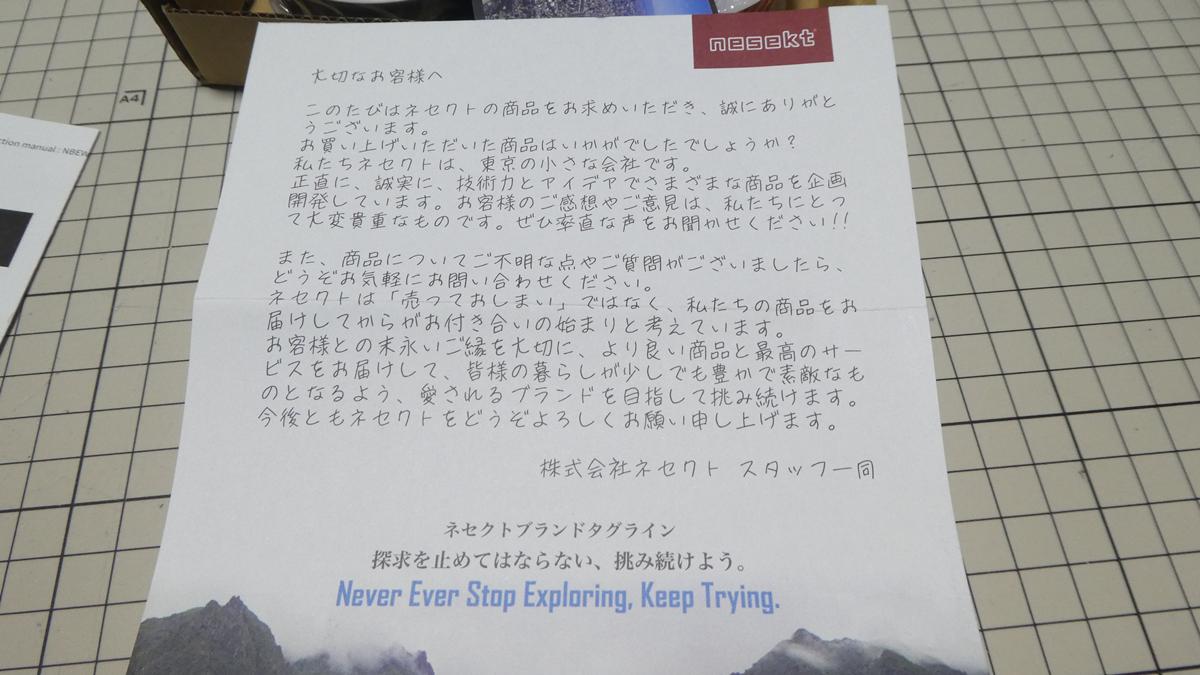 nesekt
A4
ction manual : NBEW
大切なお客様へ
このたびはネセクトの商品をお求めいただき、誠にありがと
うございます。
お買い上げいただいた商品はいかがでしたでしょうか？
私たちネセクトは、東京の小さな会社です。
正直に、誠実に、技術力とアイデアでさまざまな商品を企画
開発しています。お客様のご感想やご意見は、私たちにとっ
て大変貴重なものです。ぜひ率直な声をお聞かせください!!
また、商品についてご不明な点やご質問がございましたら、
どうぞお気軽にお問い合わせください。
ネセクトは「売っておしまい」ではなく、私たちの商品をお
届けしてからがお付き合いの始まりと考えています。
お客様との末永いご縁を大切に、より良い商品と最高のサー
ビスをお届けして、皆様の暮らしが少しでも豊かで素敵なも
のとなるよう、愛されるブランドを目指して挑み続けます。
今後ともネセクトをどうぞよろしくお願い申し上げます。
株式会社ネセクト スタッフ一同
ネセクトブランドタグライン
探求を止めてはならない、挑み続けよう。
Never Ever Stop Exploring, Keep Trying.